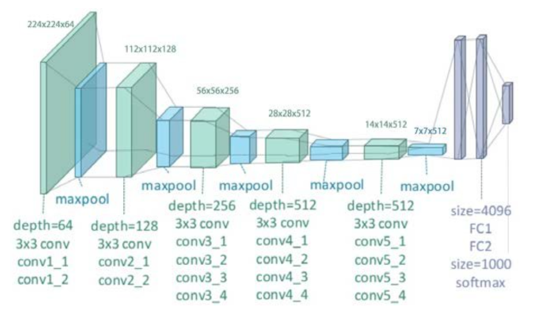 224x224x64
112x112x128
56x56x256
28x28x512
14x14x512
7x7x512
maxpool
maxpool
maxpool
maxpool
maxpool
depth=64
3x3 conv
conv1_1
conv1_2
depth=128
3x3 conv
conv2_1
conv2_2
depth=256
3x3 conv
conv3_1
conv3_2
conv3_3
conv3_4
depth=512
3x3 conv
conv4_1
conv4_2
conv4_3
conv4_4
depth=512
3x3 conv
conv5_1
conv5_2
conv5_3
conv5_4
size=4096
FC1
FC2
size=1000
softmax